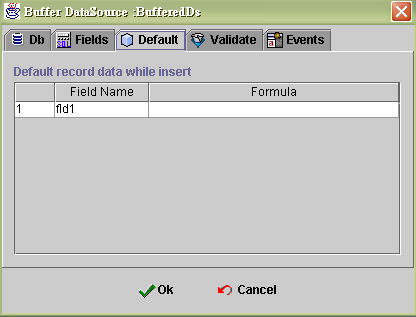 Buffer DataSource :Buffered1Ds
Db Fields Default Validate Events
Default record data while insert
Field Name Formula
1 fld1
Ok Cancel